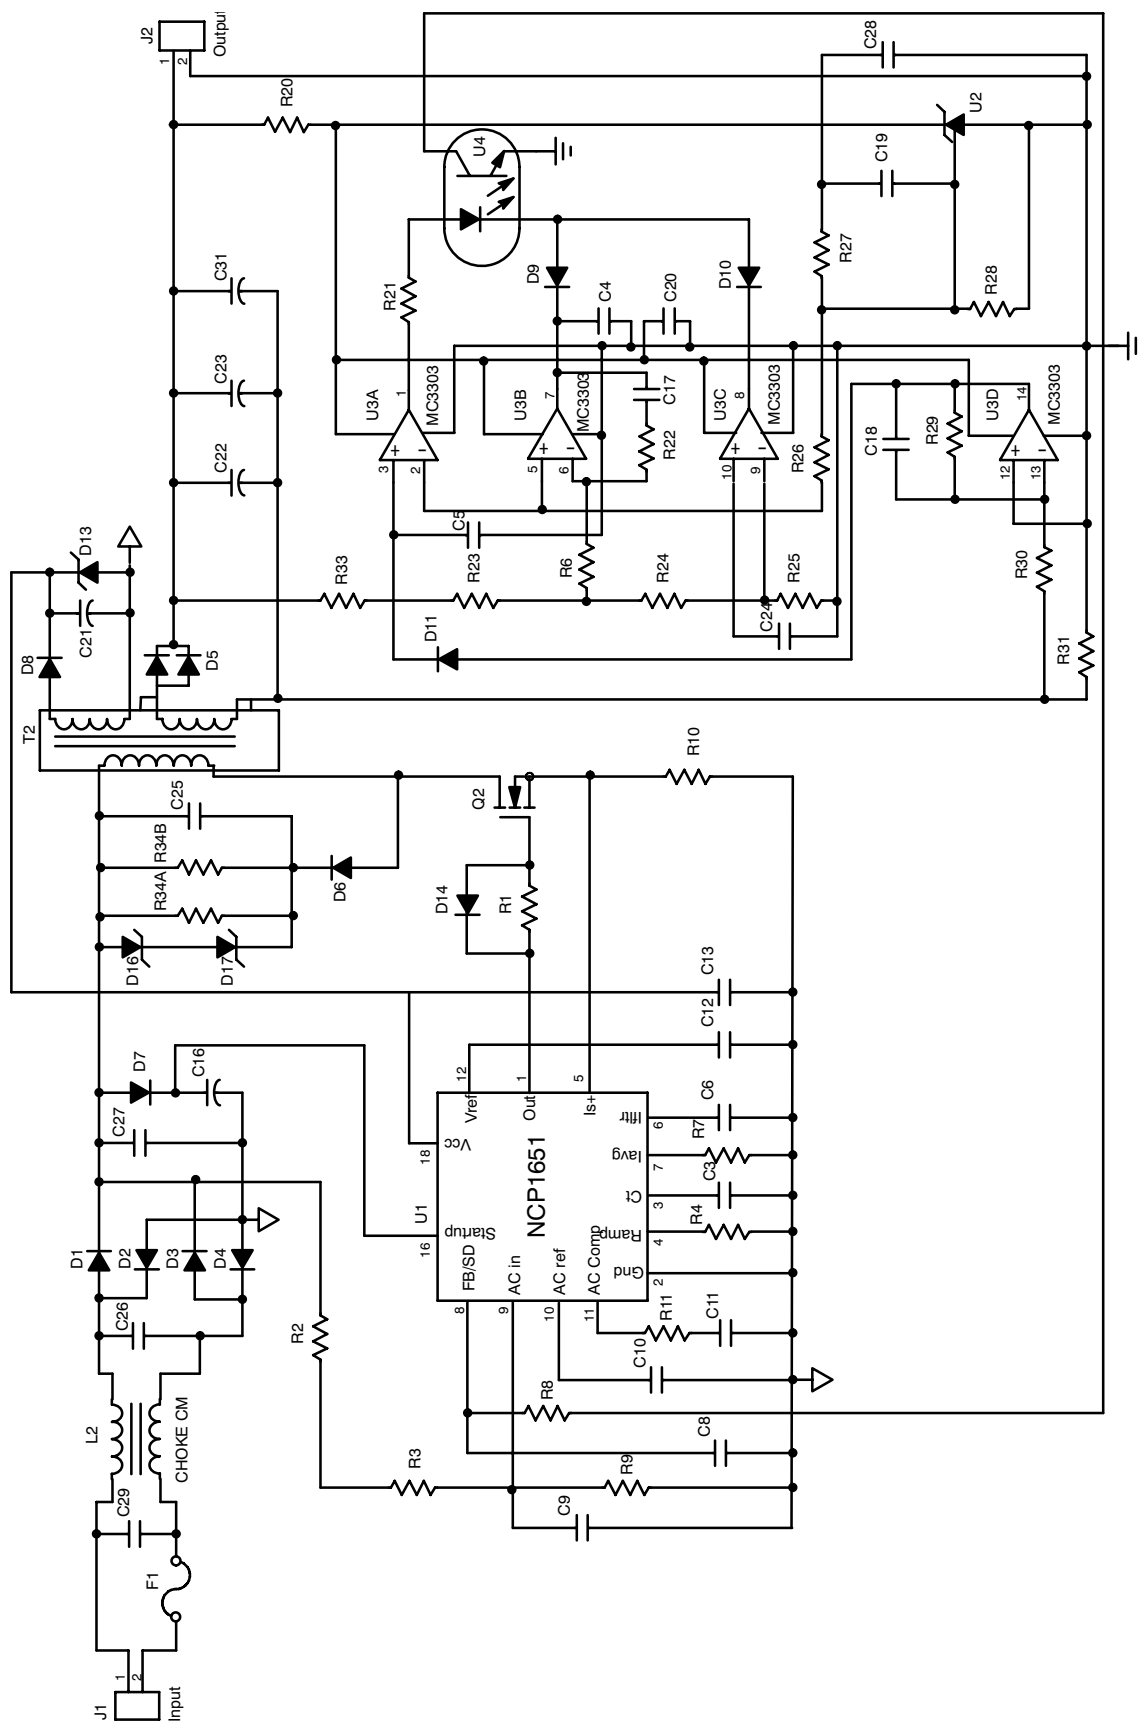 J1
Input
1
2
F1
C29
L2
CHOKE CM
C26
D1
D2
D3
D4
C27
D7
C16
R2
R3
D16
D17
R34A
R34B
C25
D6
T2
D8
C21
D13
D5
C22
C23
C31
R20
J2
1
2
Output
U1
NCP1651
16
Startup
18
Vcc
12
Vref
1
Out
5
Is+
8
FB/SD
9
AC in
10
AC ref
11
AC Comp
2
Gnd
4
Ramp
3
Ct
7
Iavg
6
Ifltr
D14
R1
Q2
R10
C13
C12
C6
R7
C3
R4
R11
C11
C10
R8
C8
R9
C9
R33
R23
R6
R24
R25
C24
D11
C5
U3A
MC3303
3
2
1
+
-
R21
U4
U3B
MC3303
5
6
7
+
-
D9
C4
C20
C17
R22
U3C
MC3303
10
9
8
+
-
D10
R26
R27
C19
C28
U2
R28
C18
R29
U3D
MC3303
12
13
14
+
-
R30
R31